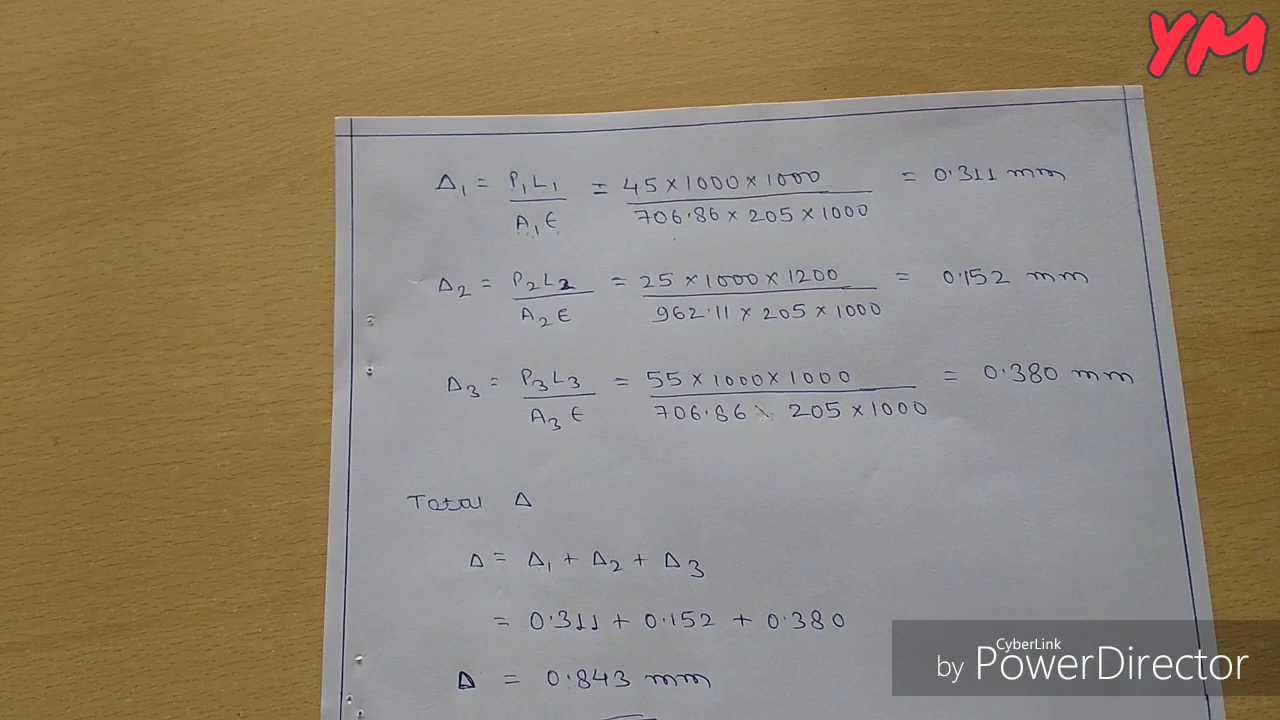 YM
Δ₁ = P₁L₁ / A₁E = 45 × 1000 × 1000 / 706.86 × 205 × 1000 = 0.311 mm
Δ₂ = P₂L₂ / A₂E = 25 × 1000 × 1200 / 962.11 × 205 × 1000 = 0.152 mm
Δ₃ = P₃L₃ / A₃E = 55 × 1000 × 1000 / 706.86 × 205 × 1000 = 0.380 mm
Total Δ
Δ = Δ₁ + Δ₂ + Δ₃
= 0.311 + 0.152 + 0.380
Δ = 0.843 mm
CyberLink
by PowerDirector